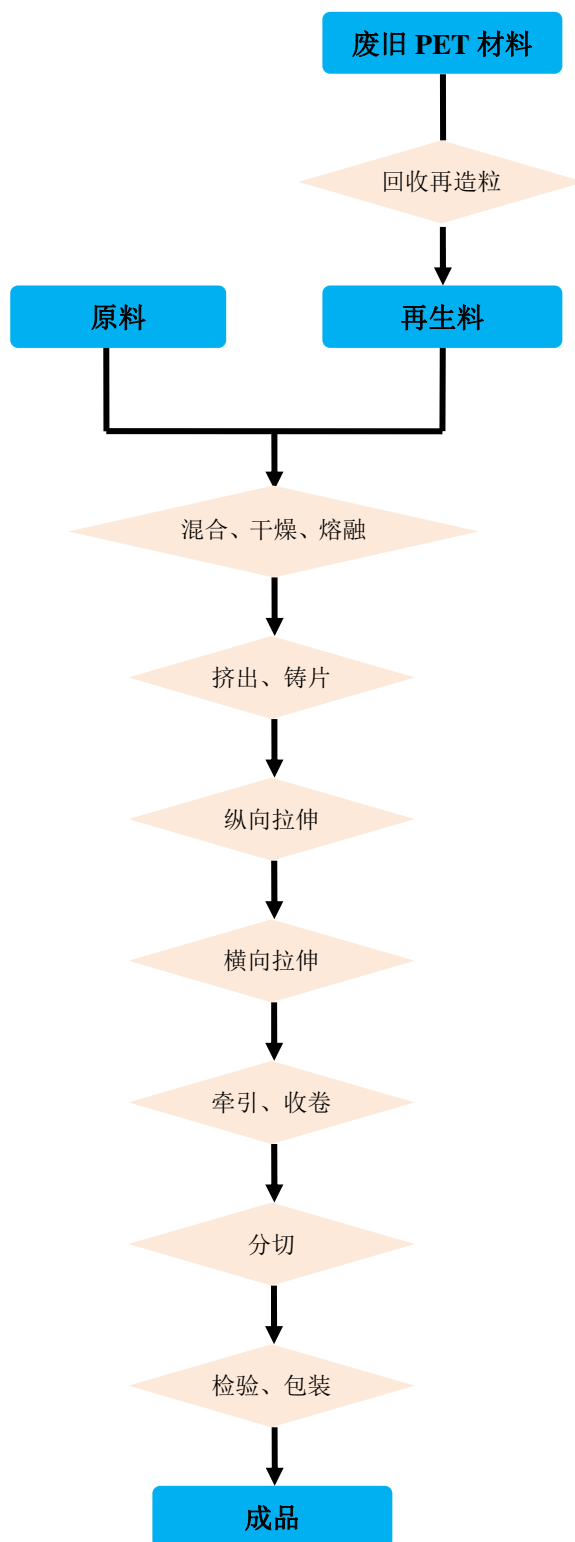 废旧 PET 材料
回收再造粒
原料
再生料
混合、干燥、熔融
挤出、铸片
纵向拉伸
横向拉伸
牵引、收卷
分切
检验、包装
成品